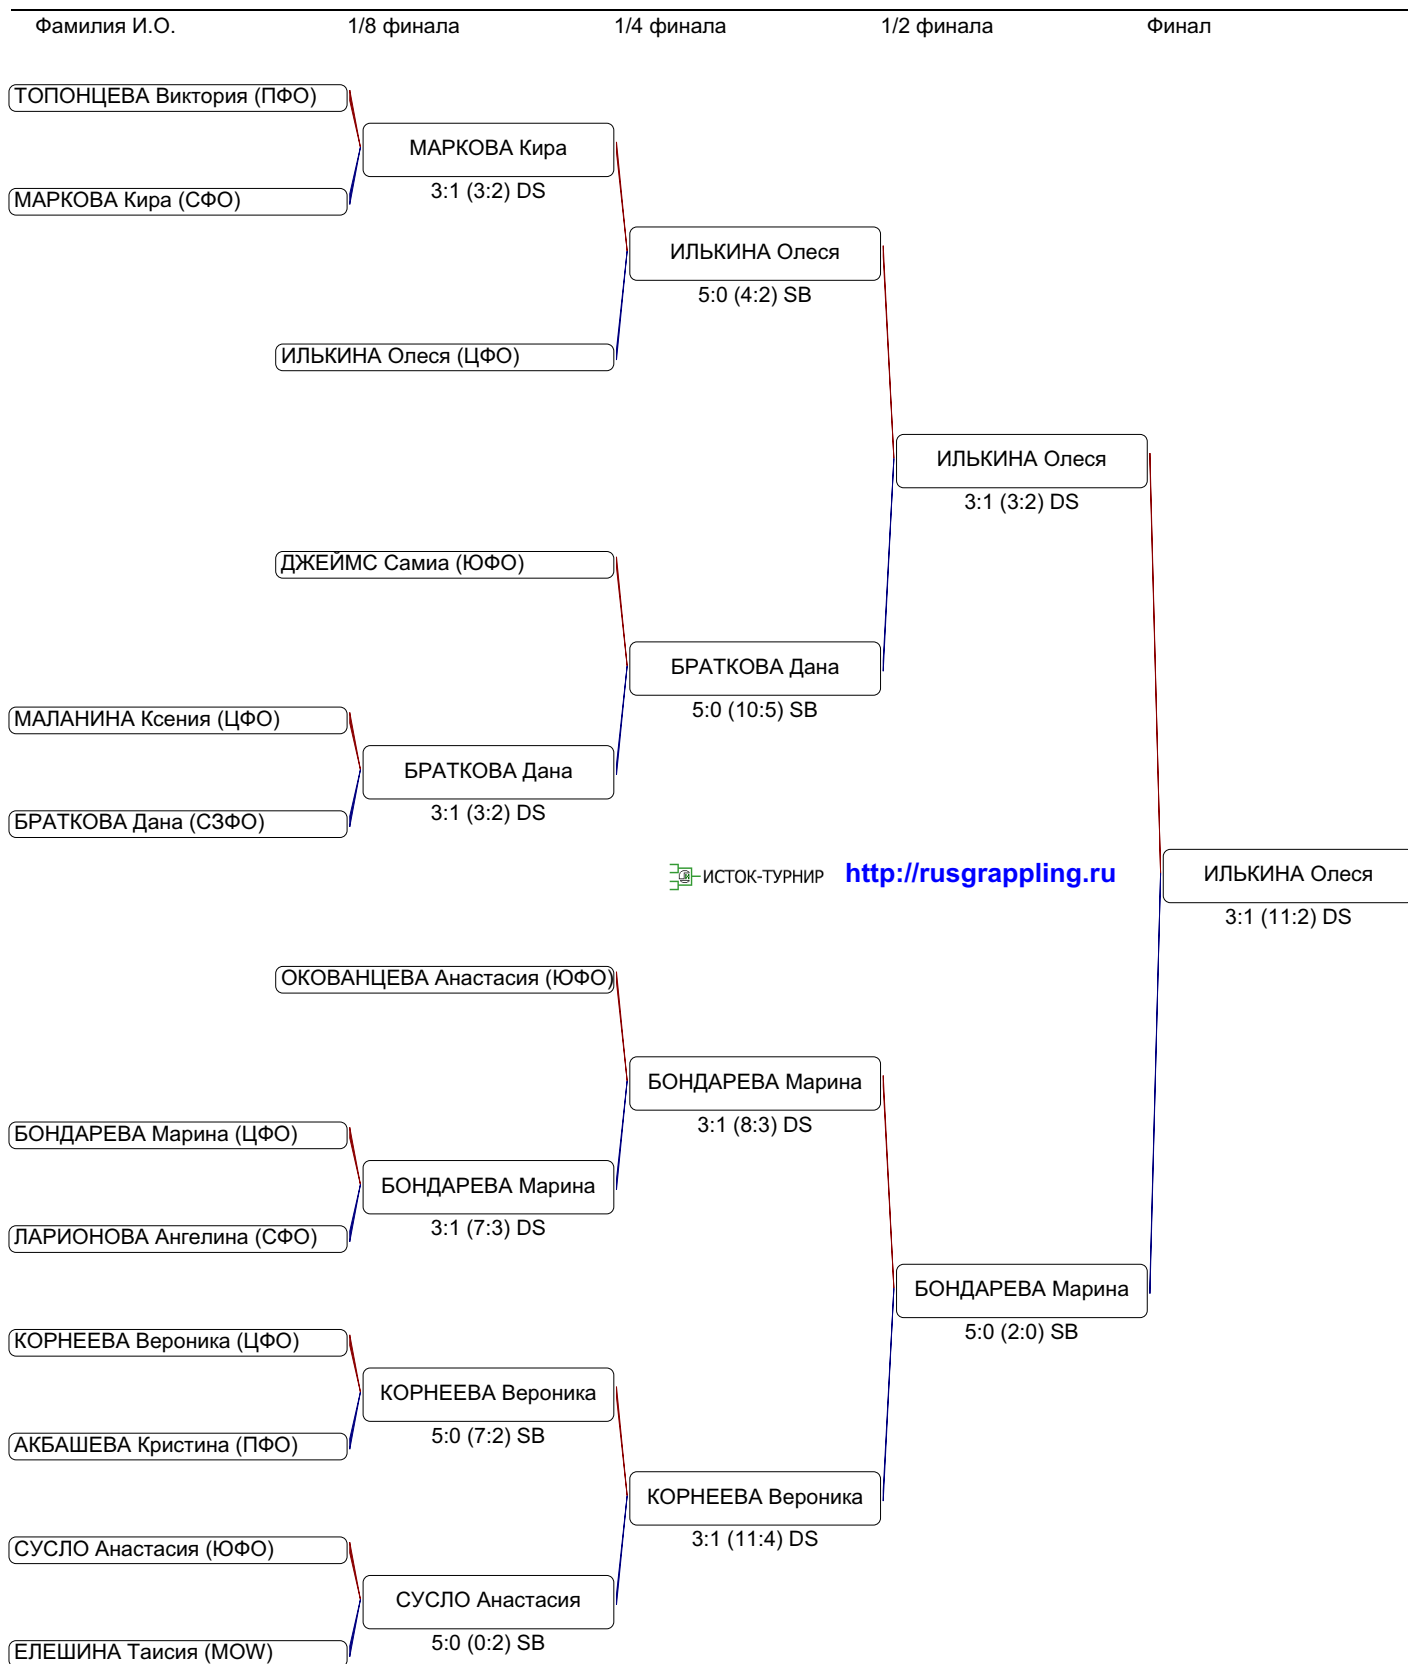 Фамилия И.О. 1/8 финала 1/4 финала 1/2 финала Финал
ТОПОНЦЕВА Виктория (ПФО)
МАРКОВА Кира
3:1 (3:2) DS
МАРКОВА Кира (СФО)
ИЛЬКИНА Олеся
5:0 (4:2) SB
ИЛЬКИНА Олеся (ЦФО)
ИЛЬКИНА Олеся
3:1 (3:2) DS
ДЖЕЙМС Самиа (ЮФО)
БРАТКОВА Дана
5:0 (10:5) SB
МАЛАНИНА Ксения (ЦФО)
БРАТКОВА Дана
3:1 (3:2) DS
БРАТКОВА Дана (СЗФО)
ИСТОК-ТУРНИР http://rusgrappling.ru
ИЛЬКИНА Олеся
3:1 (11:2) DS
ОКОВАНЦЕВА Анастасия (ЮФО)
БОНДАРЕВА Марина
3:1 (8:3) DS
БОНДАРЕВА Марина (ЦФО)
БОНДАРЕВА Марина
3:1 (7:3) DS
ЛАРИОНОВА Ангелина (СФО)
БОНДАРЕВА Марина
5:0 (2:0) SB
КОРНЕЕВА Вероника (ЦФО)
КОРНЕЕВА Вероника
5:0 (7:2) SB
АКБАШЕВА Кристина (ПФО)
КОРНЕЕВА Вероника
3:1 (11:4) DS
СУСЛО Анастасия (ЮФО)
СУСЛО Анастасия
5:0 (0:2) SB
ЕЛЕШИНА Таисия (MOW)